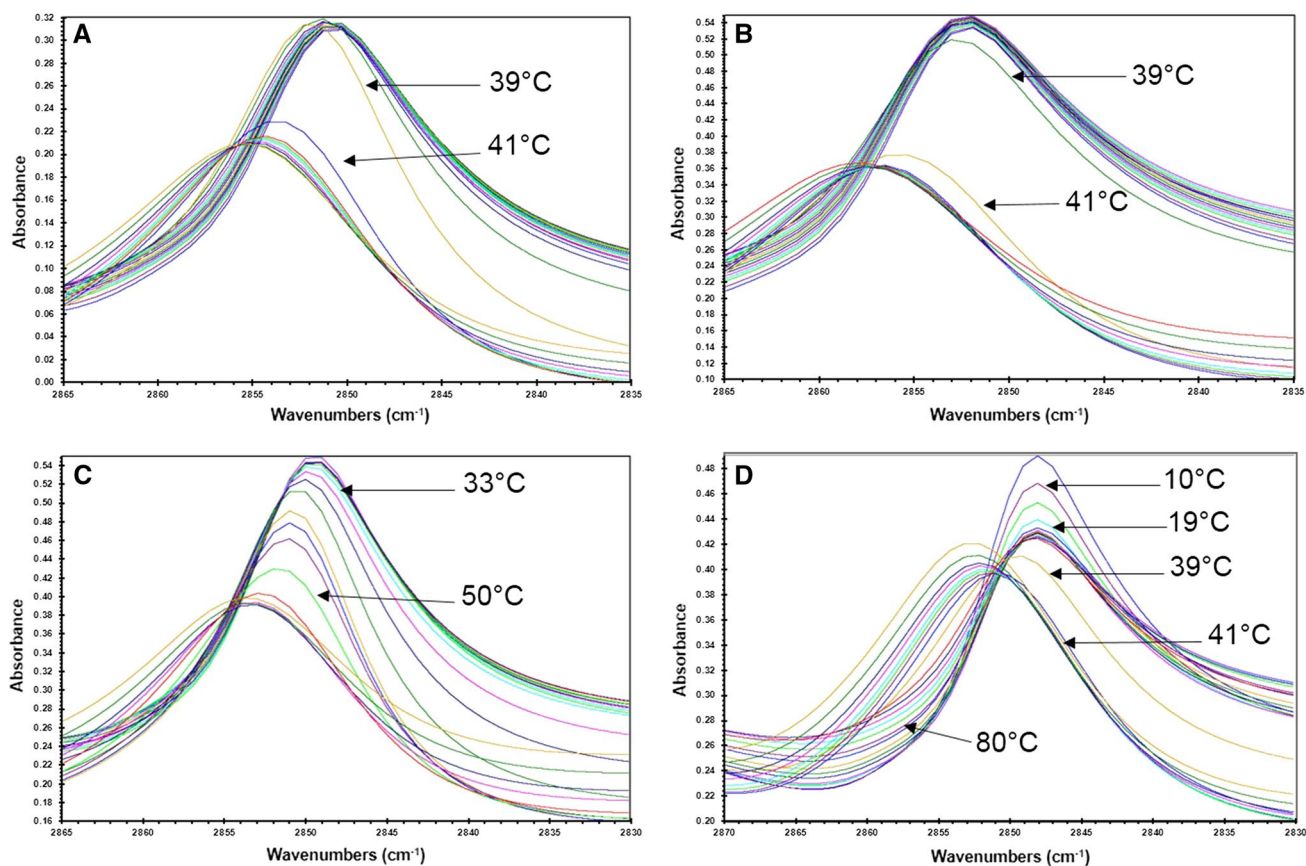 A
0.32
0.30
0.28
0.26
0.24
0.22
0.20
0.18
0.16
0.14
0.12
0.10
0.08
0.06
0.04
0.02
0.00
Absorbance
39°C
41°C
2865 2860 2855 2850 2845 2840 2835
Wavenumbers (cm-1)
B
0.54
0.52
0.50
0.48
0.46
0.44
0.42
0.40
0.38
0.36
0.34
0.32
0.30
0.28
0.26
0.24
0.22
0.20
0.18
0.16
0.14
0.12
0.10
Absorbance
39°C
41°C
2865 2860 2855 2850 2845 2840 2835
Wavenumbers (cm-1)
C
0.54
0.52
0.50
0.48
0.46
0.44
0.42
0.40
0.38
0.36
0.34
0.32
0.30
0.28
0.26
0.24
0.22
0.20
0.18
0.16
Absorbance
33°C
50°C
2865 2860 2855 2850 2845 2840 2835 2830
Wavenumbers (cm-1)
D
0.48
0.46
0.44
0.42
0.40
0.38
0.36
0.34
0.32
0.30
0.28
0.26
0.24
0.22
0.20
Absorbance
10°C
19°C
39°C
41°C
80°C
2870 2865 2860 2855 2850 2845 2840 2835 2830
Wavenumbers (cm-1)